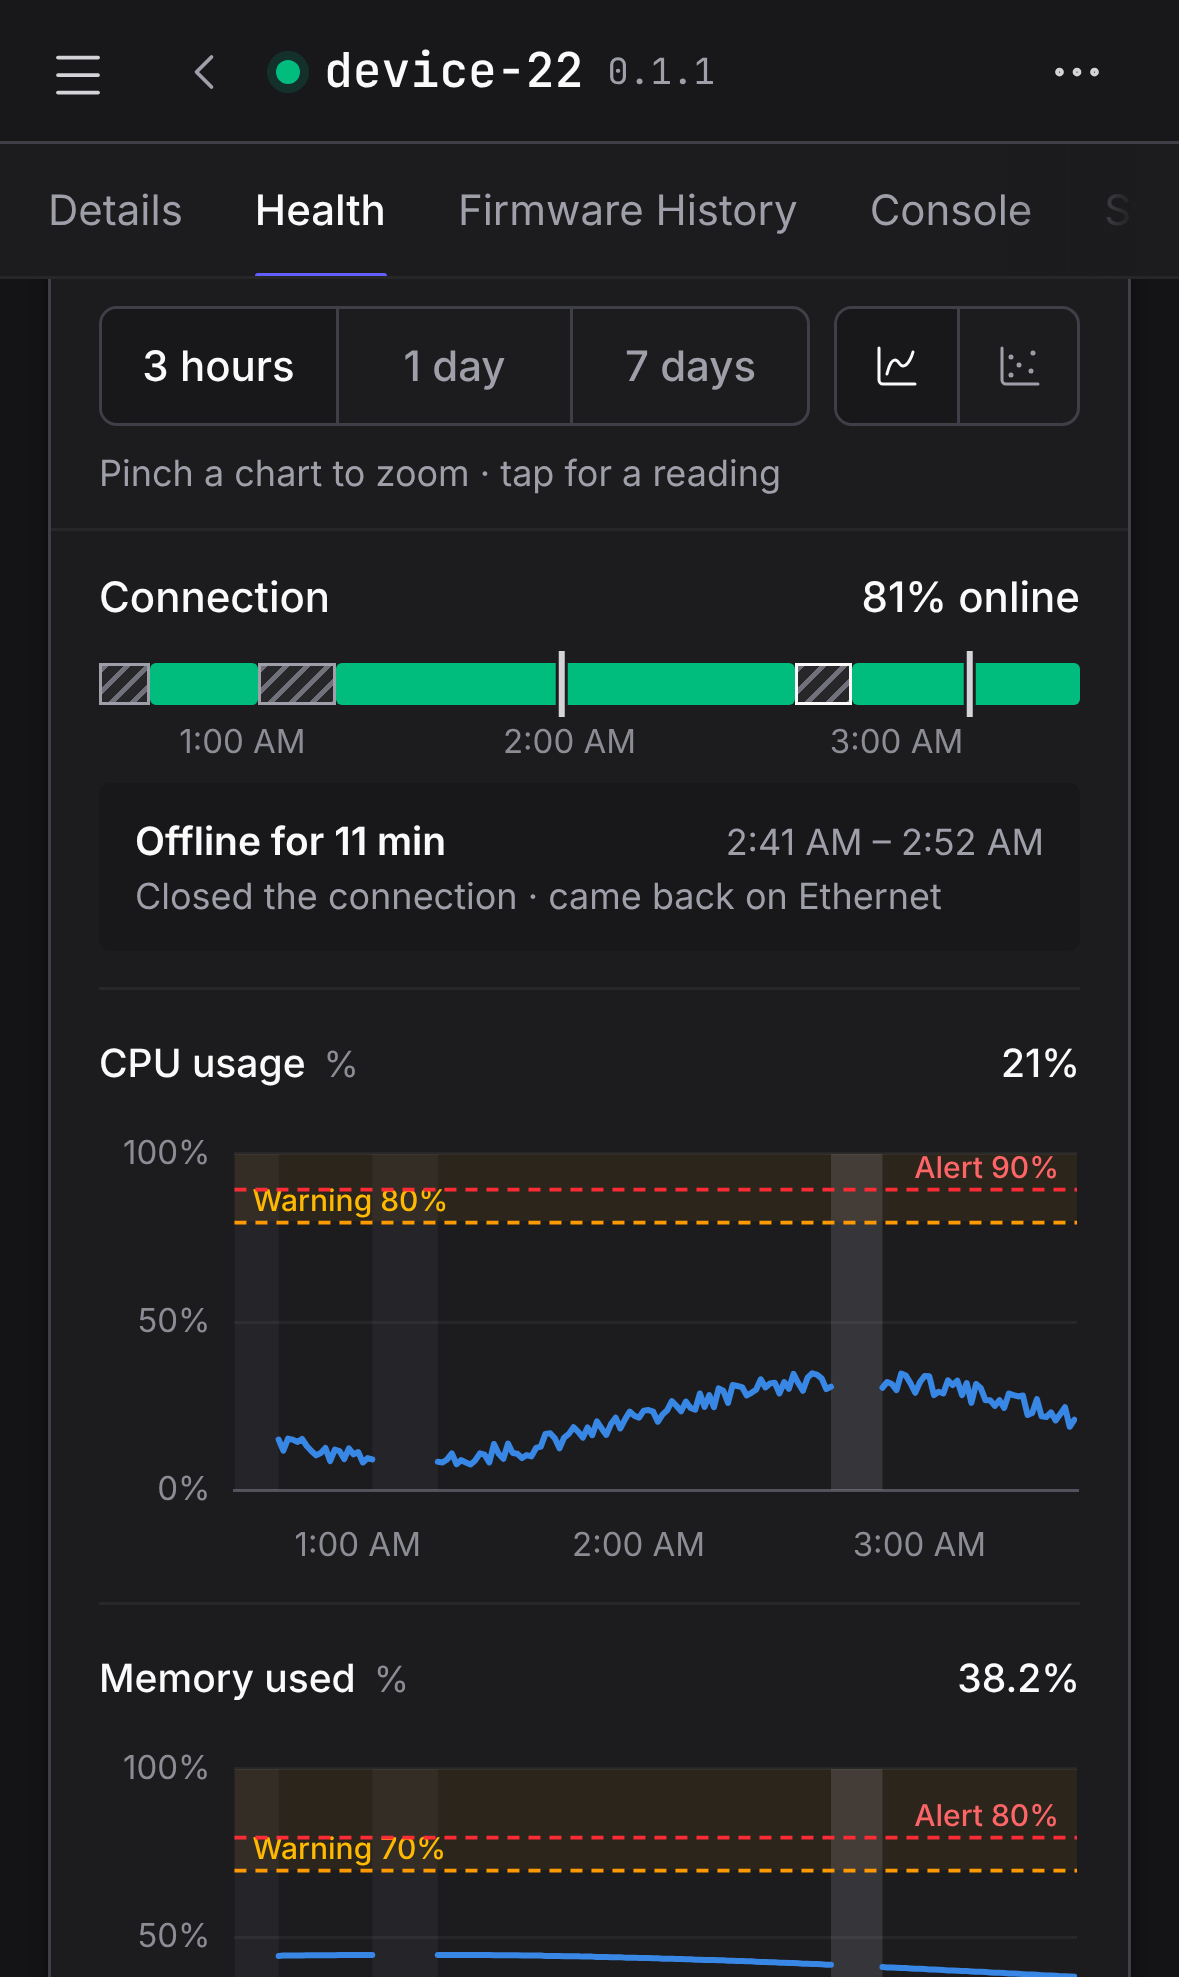 device-22 0.1.1
Details Health Firmware History Console S
3 hours 1 day 7 days
Pinch a chart to zoom · tap for a reading
Connection 81% online
1:00 AM 2:00 AM 3:00 AM
Offline for 11 min 2:41 AM – 2:52 AM
Closed the connection · came back on Ethernet
CPU usage % 21%
100%
Alert 90%
Warning 80%
50%
0%
1:00 AM 2:00 AM 3:00 AM
Memory used % 38.2%
100%
Alert 80%
Warning 70%
50%